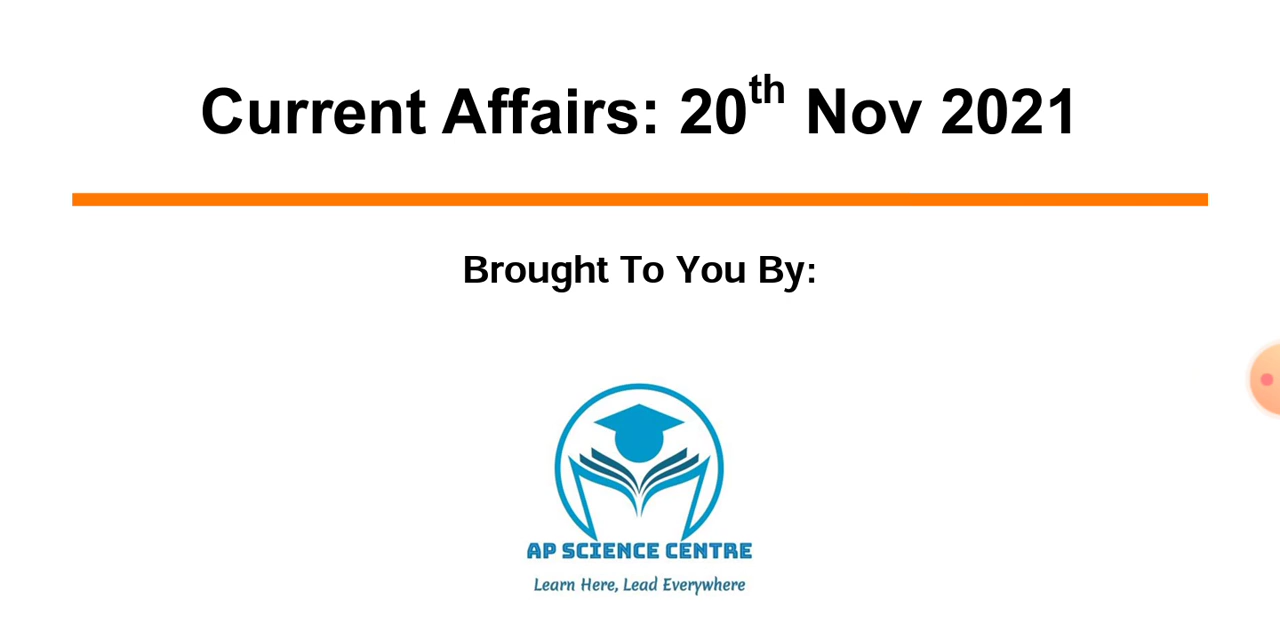 Current Affairs: 20th Nov 2021
Brought To You By:
AP SCIENCE CENTRE
Learn Here, Lead Everywhere